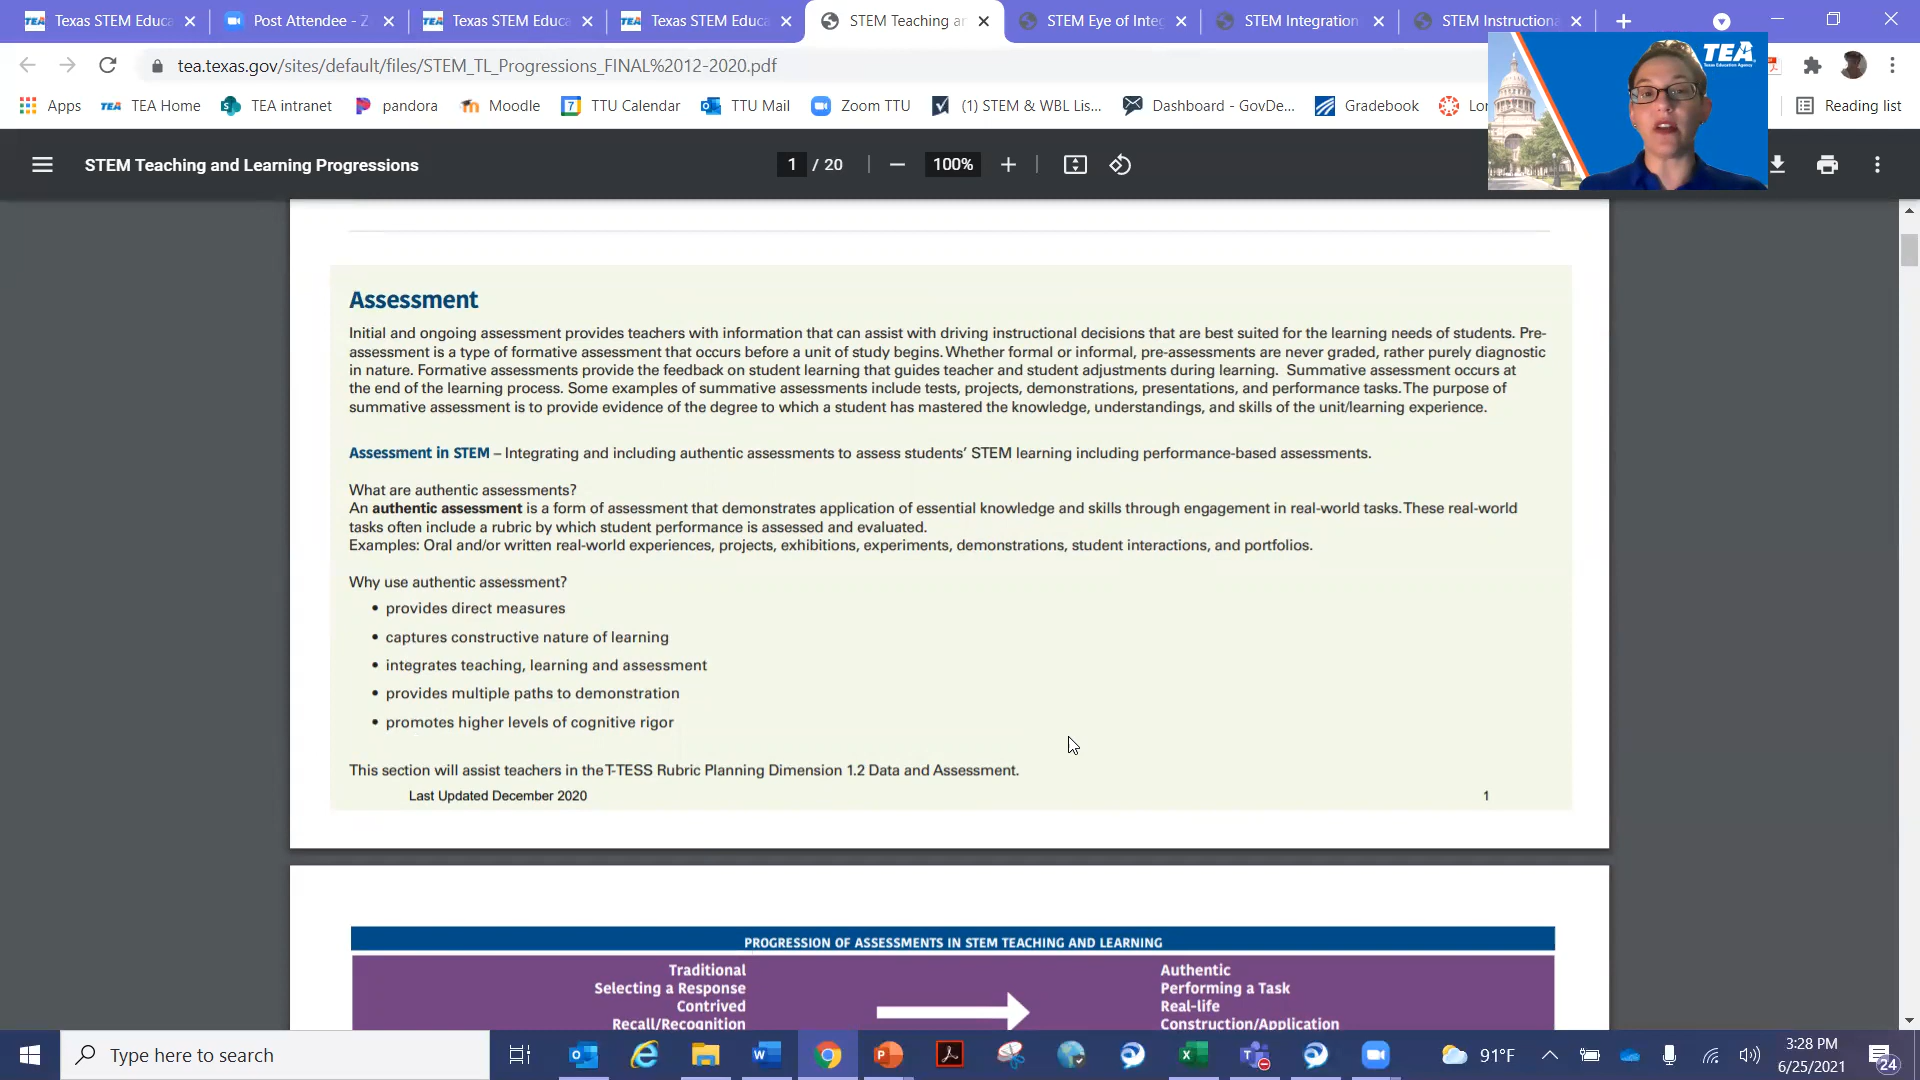 Texas STEM Educa
Post Attendee - Z
Texas STEM Educa
Texas STEM Educa
STEM Teaching a
STEM Eye of Inte
STEM Integration
STEM Instructiona
tea.texas.gov/sites/default/files/STEM_TL_Progressions_FINAL%2012-2020.pdf
TEA
Texas Education Agency
Apps
TEA Home
TEA intranet
pandora
Moodle
TTU Calendar
TTU Mail
Zoom TTU
(1) STEM & WBL Lis...
Dashboard - GovDe...
Gradebook
Lo
Reading list
STEM Teaching and Learning Progressions
1 / 20
100%
Assessment
Initial and ongoing assessment provides teachers with information that can assist with driving instructional decisions that are best suited for the learning needs of students. Pre-
assessment is a type of formative assessment that occurs before a unit of study begins. Whether formal or informal, pre-assessments are never graded, rather purely diagnostic
in nature. Formative assessments provide the feedback on student learning that guides teacher and student adjustments during learning. Summative assessment occurs at
the end of the learning process. Some examples of summative assessments include tests, projects, demonstrations, presentations, and performance tasks. The purpose of
summative assessment is to provide evidence of the degree to which a student has mastered the knowledge, understandings, and skills of the unit/learning experience.
Assessment in STEM – Integrating and including authentic assessments to assess students' STEM learning including performance-based assessments.
What are authentic assessments?
An authentic assessment is a form of assessment that demonstrates application of essential knowledge and skills through engagement in real-world tasks. These real-world
tasks often include a rubric by which student performance is assessed and evaluated.
Examples: Oral and/or written real-world experiences, projects, exhibitions, experiments, demonstrations, student interactions, and portfolios.
Why use authentic assessment?
• provides direct measures
• captures constructive nature of learning
• integrates teaching, learning and assessment
• provides multiple paths to demonstration
• promotes higher levels of cognitive rigor
This section will assist teachers in the T-TESS Rubric Planning Dimension 1.2 Data and Assessment.
Last Updated December 2020
1
PROGRESSION OF ASSESSMENTS IN STEM TEACHING AND LEARNING
Traditional
Authentic
Selecting a Response
Performing a Task
Contrived
Real-life
Recall/Recognition
Construction/Application
Type here to search
91°F
3:28 PM
6/25/2021
24